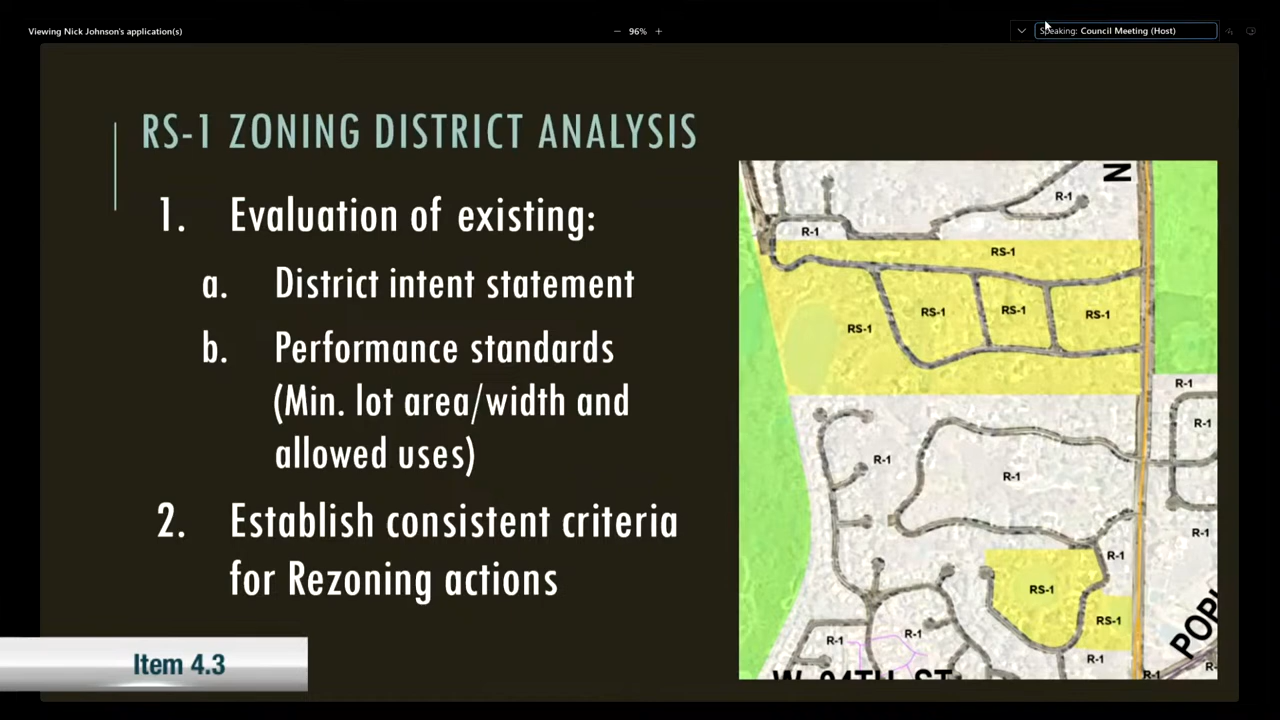 Viewing Nick Johnson's application(s)
96%
Speaking: Council Meeting (Host)
RS-1 ZONING DISTRICT ANALYSIS
1. Evaluation of existing:
a. District intent statement
b. Performance standards
(Min. lot area/width and
allowed uses)
2. Establish consistent criteria
for Rezoning actions
Item 4.3
N
R-1
R-1
RS-1
RS-1
RS-1
RS-1
RS-1
R-1
R-1
R-1
R-1
R-1
R-1
RS-1
RS-1
R-1
R-1
R-1
R-1
W. 94TH ST.